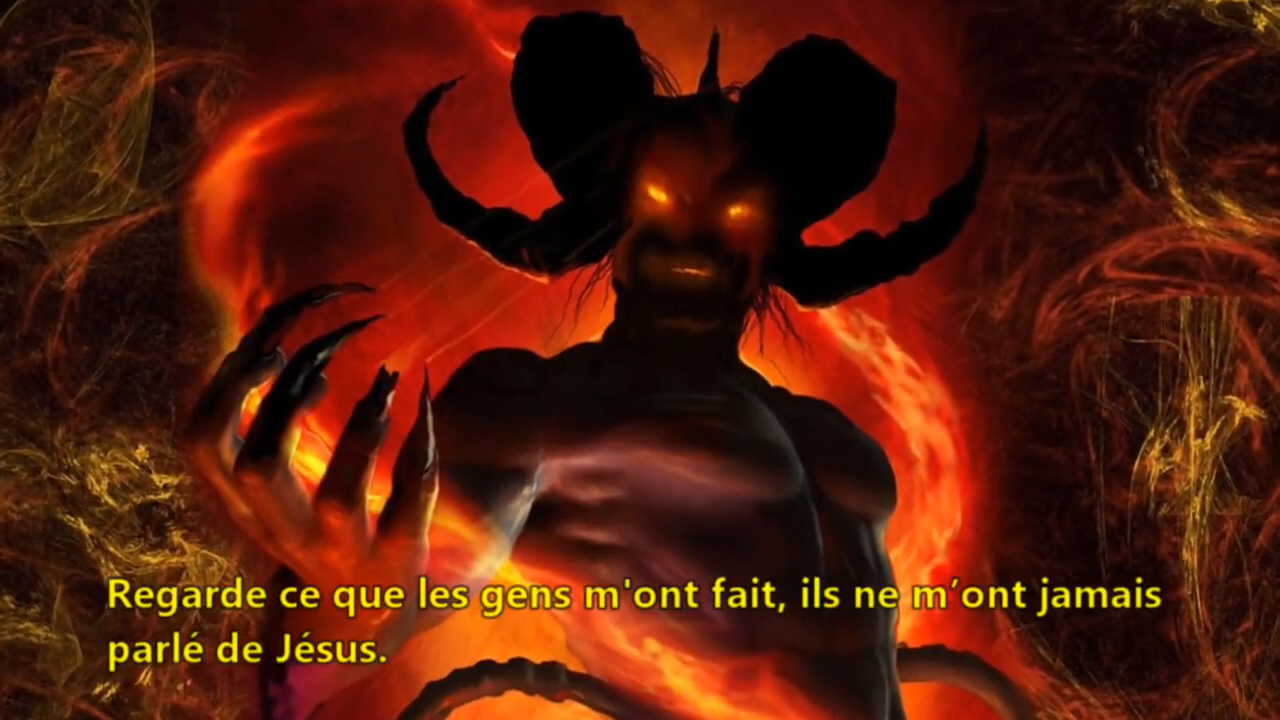 Regarde ce que les gens m'ont fait, ils ne m’ont jamais
parlé de Jésus.